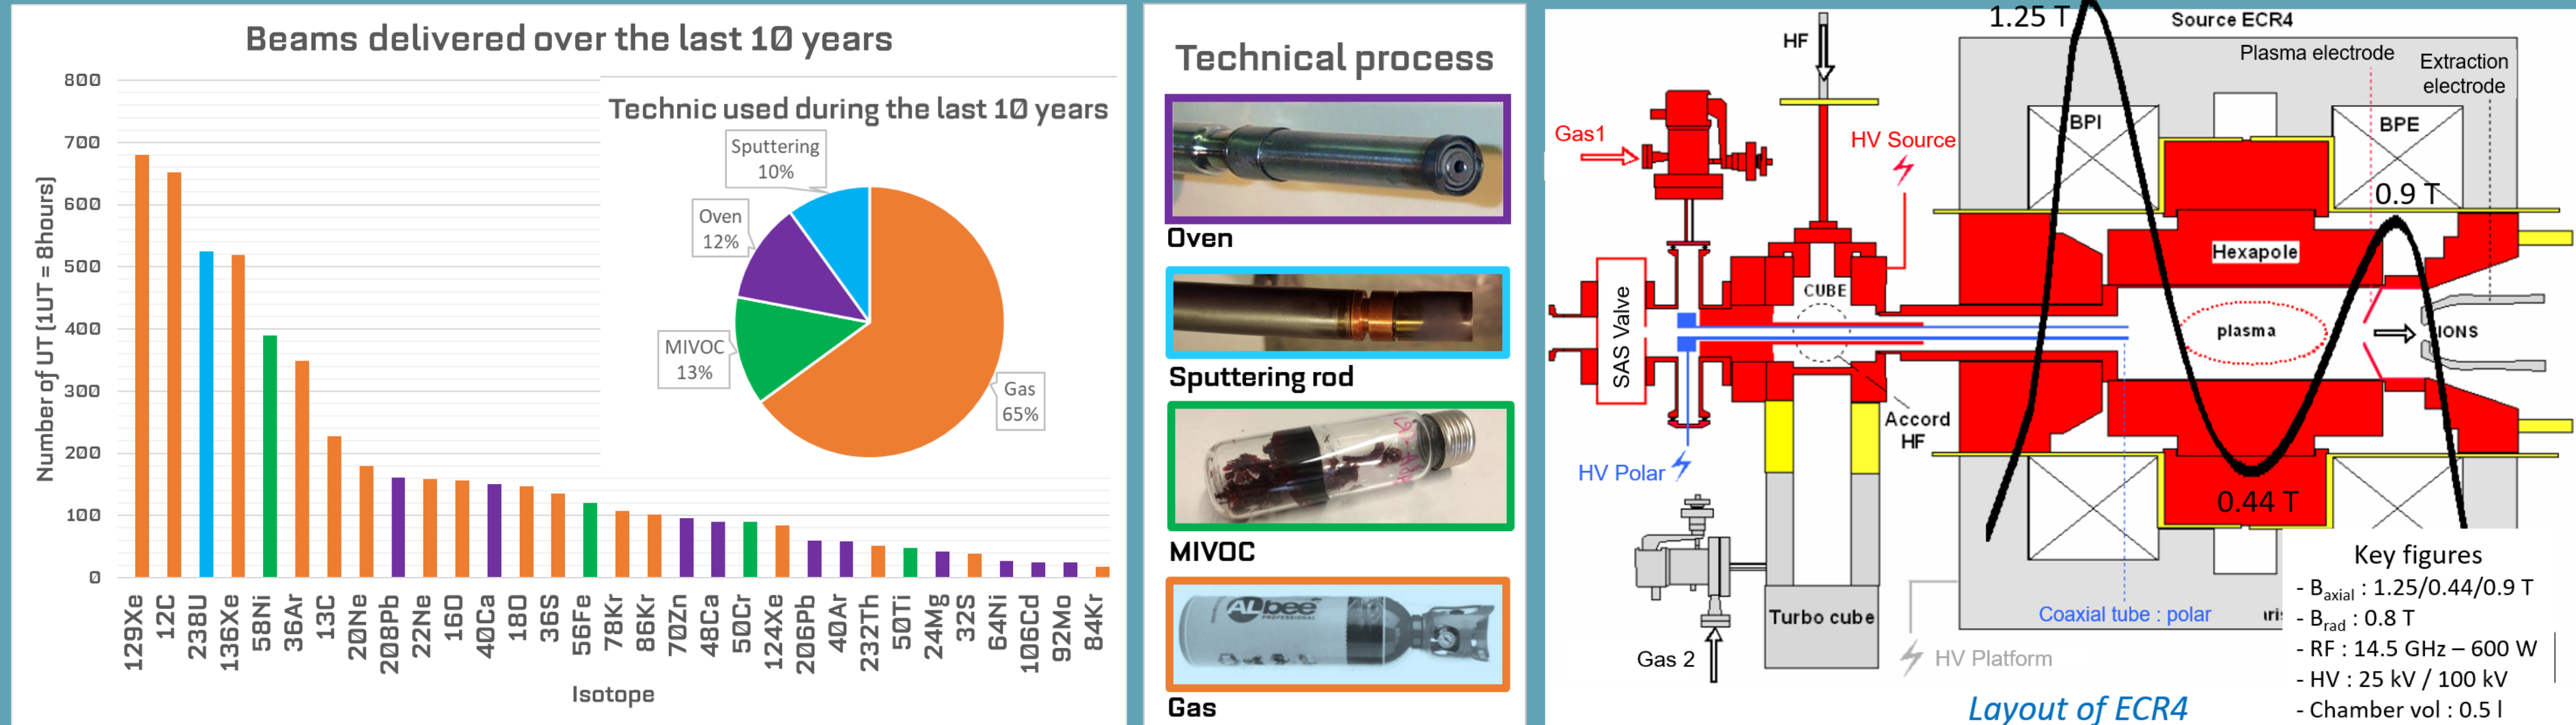 Beams delivered over the last 10 years
Number of UT (1UT = 8hours)
800
700
600
500
400
300
200
100
0
129Xe
12C
238U
136Xe
58Ni
36Ar
13C
20Ne
208Pb
22Ne
16O
40Ca
18O
36S
56Fe
78Kr
86Kr
70Zn
48Ca
50Cr
124Xe
206Pb
40Ar
232Th
50Ti
24Mg
32S
64Ni
106Cd
92Mo
84Kr
Isotope
Technic used during the last 10 years
Sputtering
10%
Oven
12%
MIVOC
13%
Gas
65%
Technical process
Oven
Sputtering rod
MIVOC
ALbee
PROFESSIONAL
Gas
1.25 T
Source ECR4
HF
Plasma electrode
Extraction
electrode
Gas1
HV Source
BPI
BPE
0.9 T
Hexapole
SAS Valve
CUBE
plasma
IONS
Accord
HF
HV Polar
0.44 T
Turbo cube
Coaxial tube : polar
Gas 2
HV Platform
Key figures
- Baxial : 1.25/0.44/0.9 T
- Brad : 0.8 T
- RF : 14.5 GHz – 600 W
- HV : 25 kV / 100 kV
- Chamber vol : 0.5 l
Layout of ECR4